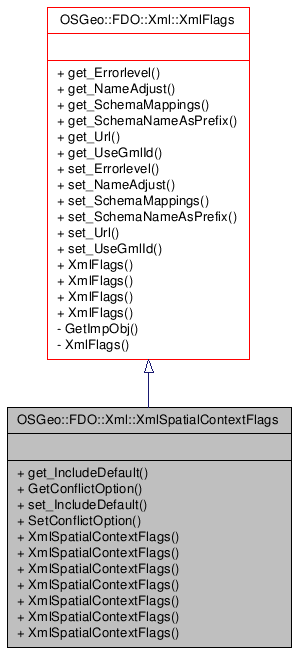 OSGeo::FDO::Xml::XmlFlags
+ get_Errorlevel()
+ get_NameAdjust()
+ get_SchemaMappings()
+ get_SchemaNameAsPrefix()
+ get_Url()
+ get_UseGmlId()
+ set_Errorlevel()
+ set_NameAdjust()
+ set_SchemaMappings()
+ set_SchemaNameAsPrefix()
+ set_Url()
+ set_UseGmlId()
+ XmlFlags()
+ XmlFlags()
+ XmlFlags()
+ XmlFlags()
- GetImpObj()
- XmlFlags()
OSGeo::FDO::Xml::XmlSpatialContextFlags
+ get_IncludeDefault()
+ GetConflictOption()
+ set_IncludeDefault()
+ SetConflictOption()
+ XmlSpatialContextFlags()
+ XmlSpatialContextFlags()
+ XmlSpatialContextFlags()
+ XmlSpatialContextFlags()
+ XmlSpatialContextFlags()
+ XmlSpatialContextFlags()
+ XmlSpatialContextFlags()